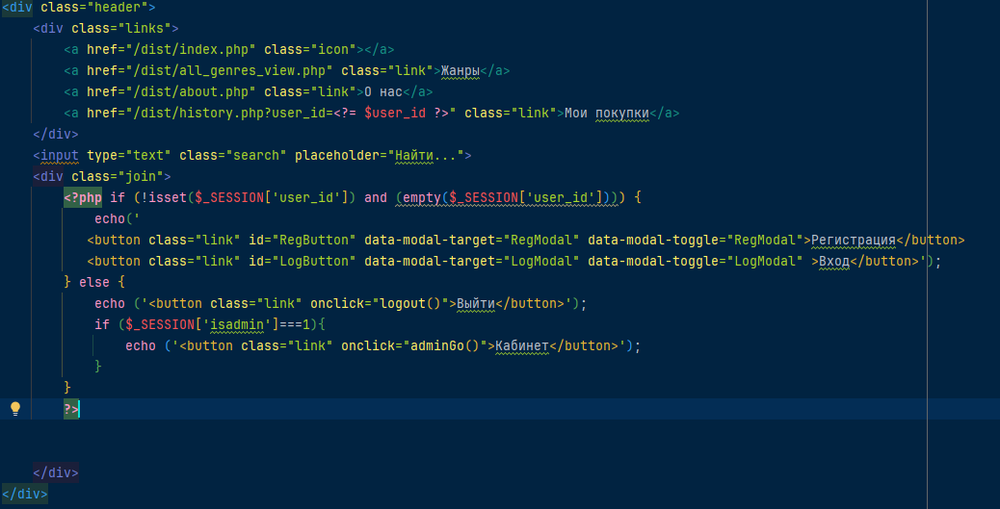 <div class="header">
<div class="links">
<a href="/dist/index.php" class="icon"></a>
<a href="/dist/all_genres_view.php" class="link">Жанры</a>
<a href="/dist/about.php" class="link">О нас</a>
<a href="/dist/history.php?user_id=<?= $user_id ?>" class="link">Мои покупки</a>
</div>
<input type="text" class="search" placeholder="Найти...">
<div class="join">
<?php if (!isset($_SESSION['user_id']) and (empty($_SESSION['user_id']))) {
echo('
<button class="link" id="RegButton" data-modal-target="RegModal" data-modal-toggle="RegModal">Регистрация</button>
<button class="link" id="LogButton" data-modal-target="LogModal" data-modal-toggle="LogModal" >Вход</button>');
} else {
echo ('<button class="link" onclick="logout()">Выйти</button>');
if ($_SESSION['isadmin']===1){
echo ('<button class="link" onclick="adminGo()">Кабинет</button>');
}
}
?>
</div>
</div>